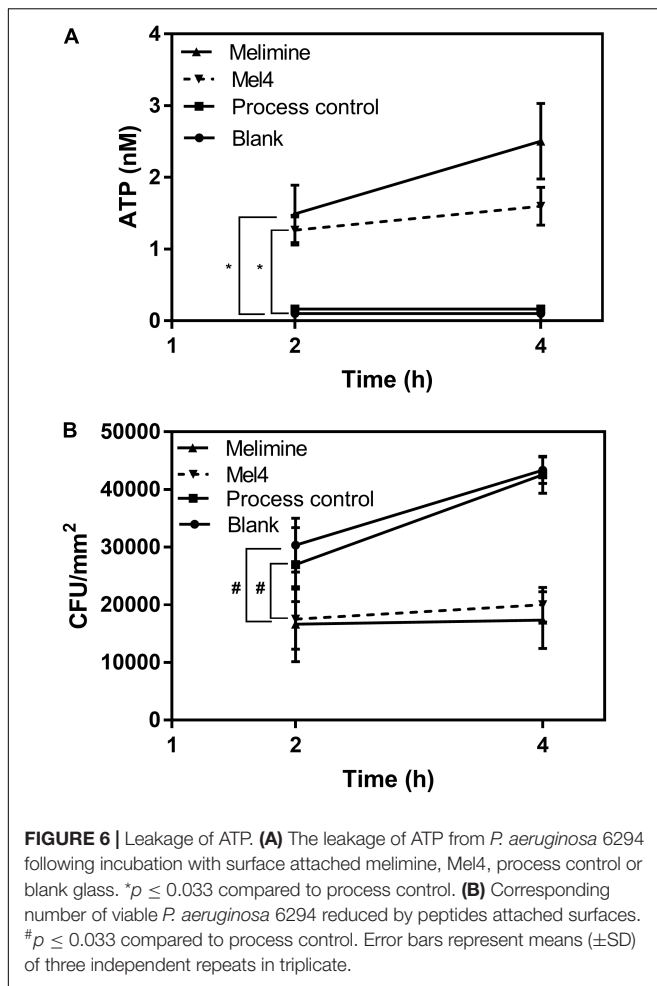 A
4
3
2
1
0
ATP (nM)
Melimine
Mel4
Process control
Blank
*
*
1
2
4
Time (h)
B
50000
40000
30000
20000
10000
0
CFU/mm²
Melimine
Mel4
Process control
Blank
#
#
1
2
4
Time (h)
FIGURE 6 | Leakage of ATP. (A) The leakage of ATP from P. aeruginosa 6294
following incubation with surface attached melimine, Mel4, process control or
blank glass. *p ≤ 0.033 compared to process control. (B) Corresponding
number of viable P. aeruginosa 6294 reduced by peptides attached surfaces.
#p ≤ 0.033 compared to process control. Error bars represent means (±SD)
of three independent repeats in triplicate.